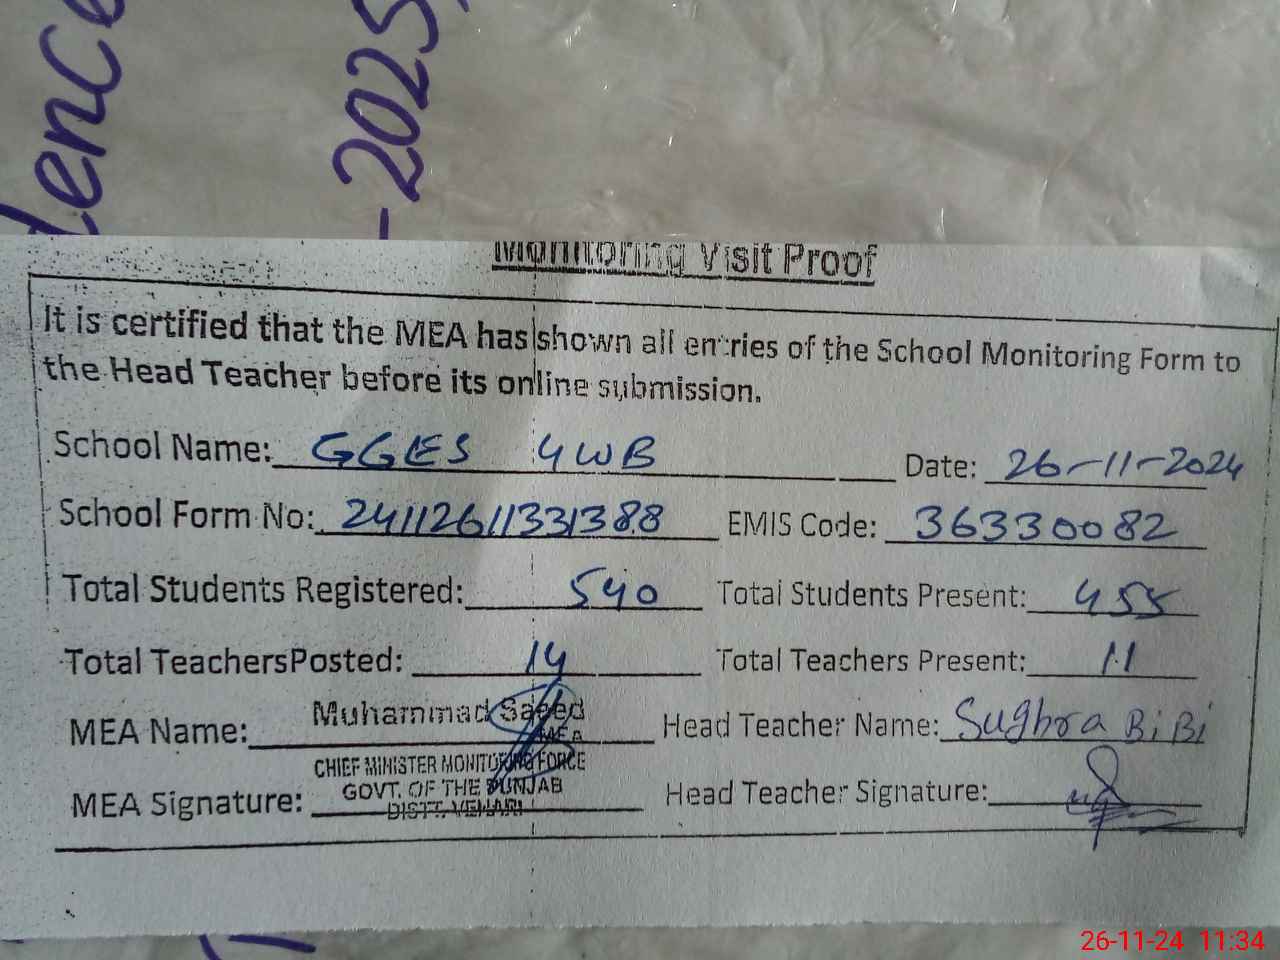 dence
-2025
Monitoring Visit Proof
It is certified that the MEA has shown all entries of the School Monitoring Form to
the Head Teacher before its online submission.
School Name: GGES 4WB Date: 26-11-2024
School Form No: 24112611331388 EMIS Code: 36330082
Total Students Registered: 540 Total Students Present: 455
Total TeachersPosted: 14 Total Teachers Present: 11
MEA Name: Muhammad Saeed Head Teacher Name: Sughra BiBi
MEA
CHIEF MINISTER MONITORING FORCE
GOVT. OF THE PUNJAB
MEA Signature: DISTT. VEHARI Head Teacher Signature:
26-11-24 11:34